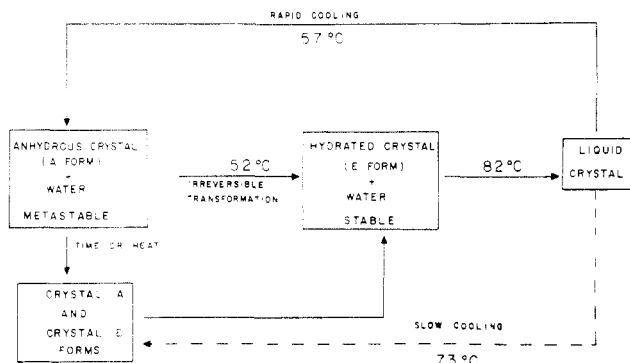 RAPID COOLING
57°C
ANHYDROUS CRYSTAL
(A FORM)
+
WATER
METASTABLE
52°C
IRREVERSIBLE
TRANSFORMATION
HYDRATED CRYSTAL
(E FORM)
+
WATER
STABLE
82°C
LIQUID
CRYSTAL
TIME OR HEAT
CRYSTAL A
AND
CRYSTAL E
FORMS
SLOW COOLING
73°C